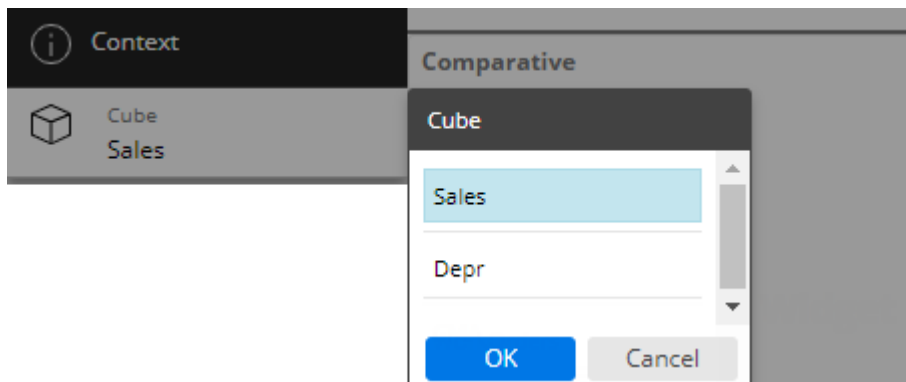 Context
Cube
Sales
Comparative
Cube
Sales
Depr
OK
Cancel